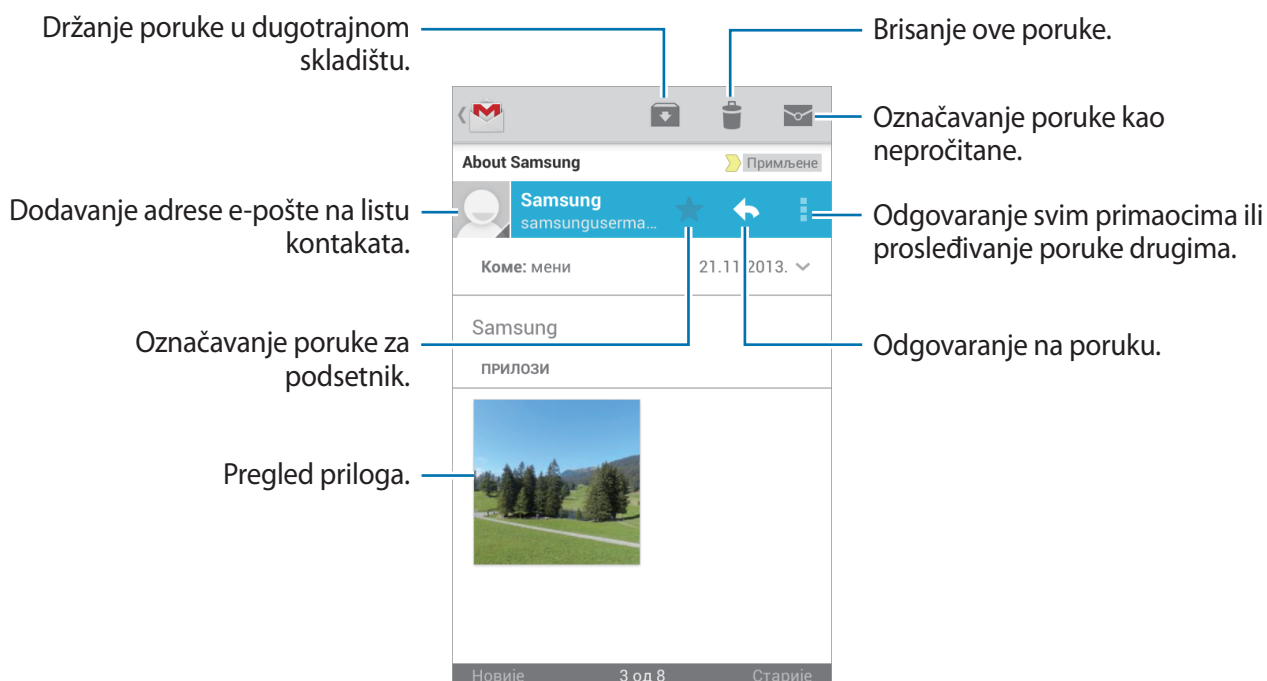 Držanje poruke u dugotrajnom
skladištu.
Brisanje ove poruke.
Označavanje poruke kao
nepročitane.
About Samsung
Примљене
Dodavanje adrese e-pošte na listu
kontakata.
Samsung
samsunguserma...
Odgovaranje svim primaocima ili
prosleđivanje poruke drugima.
Коме: мени
21.11.2013.
Označavanje poruke za
podsetnik.
Samsung
Odgovaranje na poruku.
ПРИЛОЗИ
Pregled priloga.
Новије
3 од 8
Старије